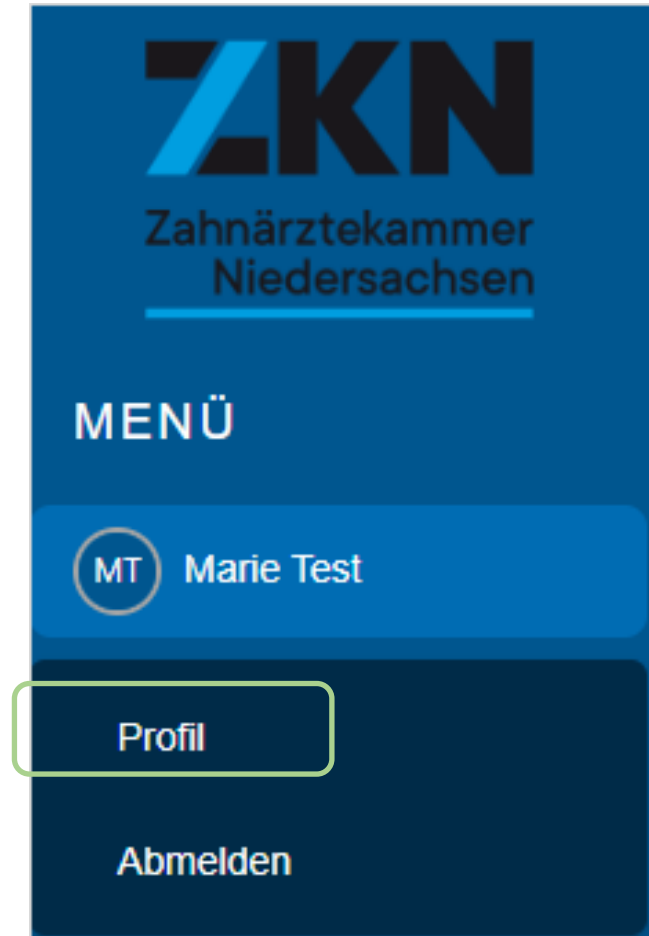 ZKN
Zahnärztekammer
Niedersachsen
MENÜ
MT Marie Test
Profil
Abmelden